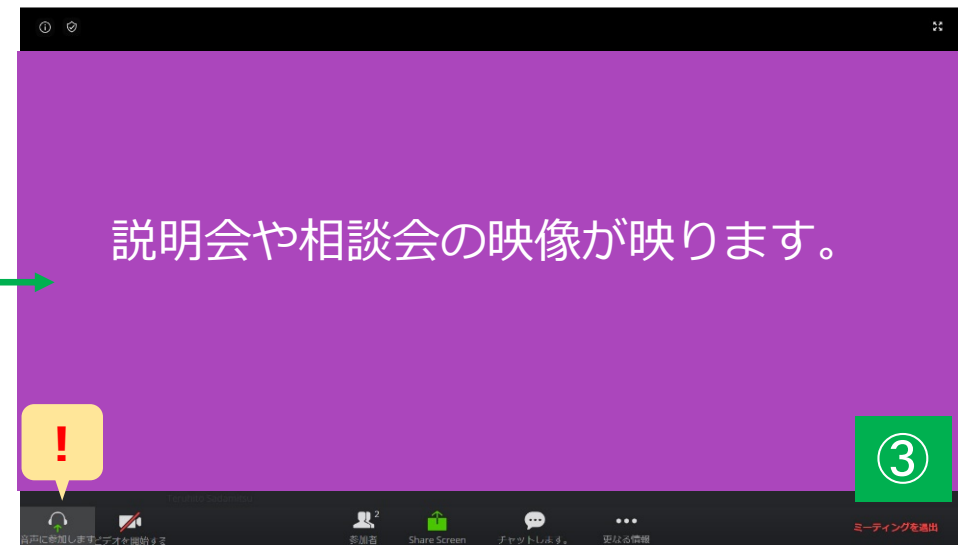 説明会や相談会の映像が映ります。
!
③
音声に参加します
ビデオを開始する
2
参加者
Share Screen
チャットします。
更なる情報
ミーティングを退出